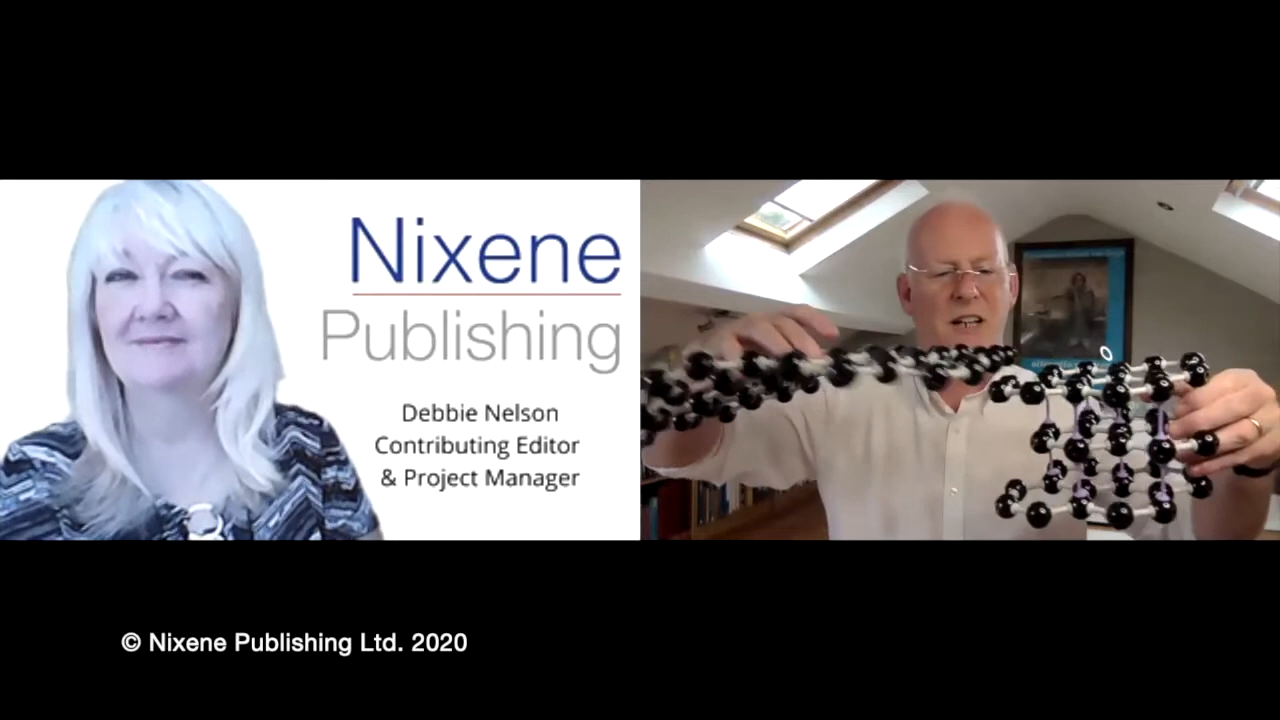 Nixene
Publishing
Debbie Nelson
Contributing Editor
& Project Manager
© Nixene Publishing Ltd. 2020